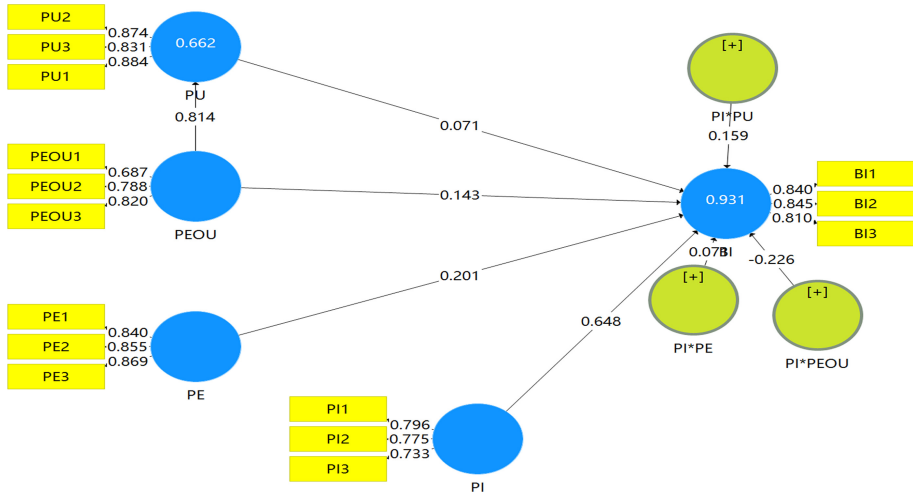 PU2
PU3
PU1
0.874
0.831
0.884
0.662
PU
0.814
PEOU1
PEOU2
PEOU3
0.687
0.788
0.820
PEOU
PE1
PE2
PE3
0.840
0.855
0.869
PE
PI1
PI2
PI3
0.796
0.775
0.733
PI
0.071
0.143
0.201
0.648
[+]
PI*PU
0.159
0.931
BI
0.840
0.845
0.810
BI1
BI2
BI3
-0.226
[+]
PI*PE
[+]
PI*PEOU